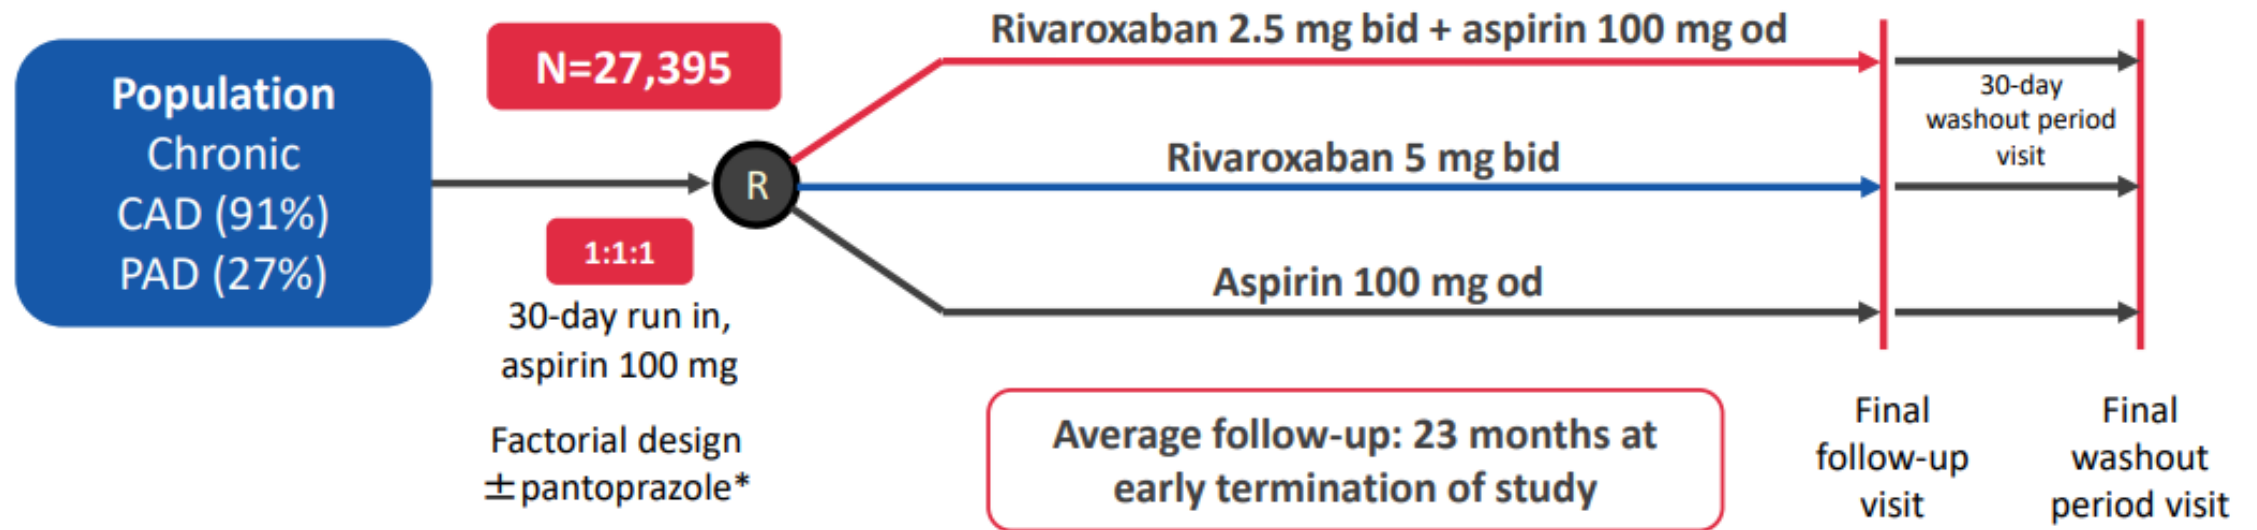 Population
Chronic
CAD (91%)
PAD (27%)
N=27,395
1:1:1
30-day run in,
aspirin 100 mg
Factorial design
±pantoprazole*
R
Rivaroxaban 2.5 mg bid + aspirin 100 mg od
Rivaroxaban 5 mg bid
Aspirin 100 mg od
30-day
washout period
visit
Average follow-up: 23 months at
early termination of study
Final
follow-up
visit
Final
washout
period visit